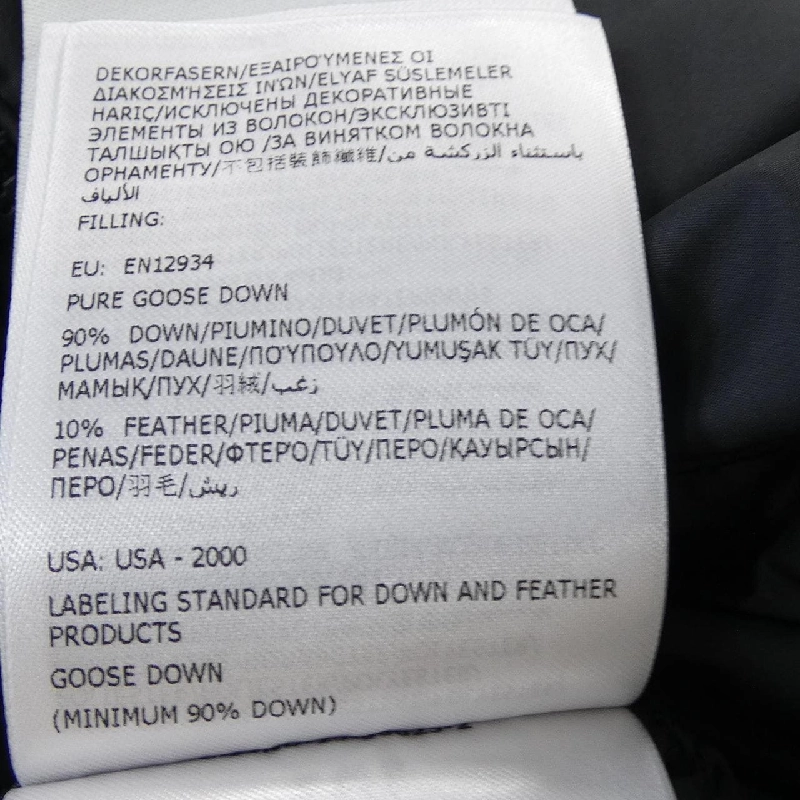 DEKORFASERN/ΕΞΑΙΡΟΎΜΕΝΕΣ ΟΙ
ΔΙΑΚΟΣΜΉΣΕΙΣ ΙΝΏΝ/ELYAF SÜSLEMELER
HARIÇ/ИСКЛЮЧЕНЫ ДЕКОРАТИВНЫЕ
ЭЛЕМЕНТЫ ИЗ ВОЛОКОН/ЭКСКЛЮЗИВТІ
ТАЛШЫҚТЫ ОЮ /ЗА ВИНЯТКОМ ВОЛОКНА
ОРНАМЕНТУ/不包括裝飾纖維/باستثناء الزركشة من
الألياف
FILLING:
EU: EN12934
PURE GOOSE DOWN
90% DOWN/PIUMINO/DUVET/PLUMÓN DE OCA/
PLUMAS/DAUNE/ΠΟΎΠΟΥΛΟ/YUMUŞAK TÜY/ПУХ/
МАМЫҚ/ПУХ/羽絨/زغب
10% FEATHER/PIUMA/DUVET/PLUMA DE OCA/
PENAS/FEDER/ΦΤΕΡΌ/TÜY/ПЕРО/ҚАУЫРСЫН/
ПЕРО/羽毛/ريش
USA: USA - 2000
LABELING STANDARD FOR DOWN AND FEATHER
PRODUCTS
GOOSE DOWN
(MINIMUM 90% DOWN)